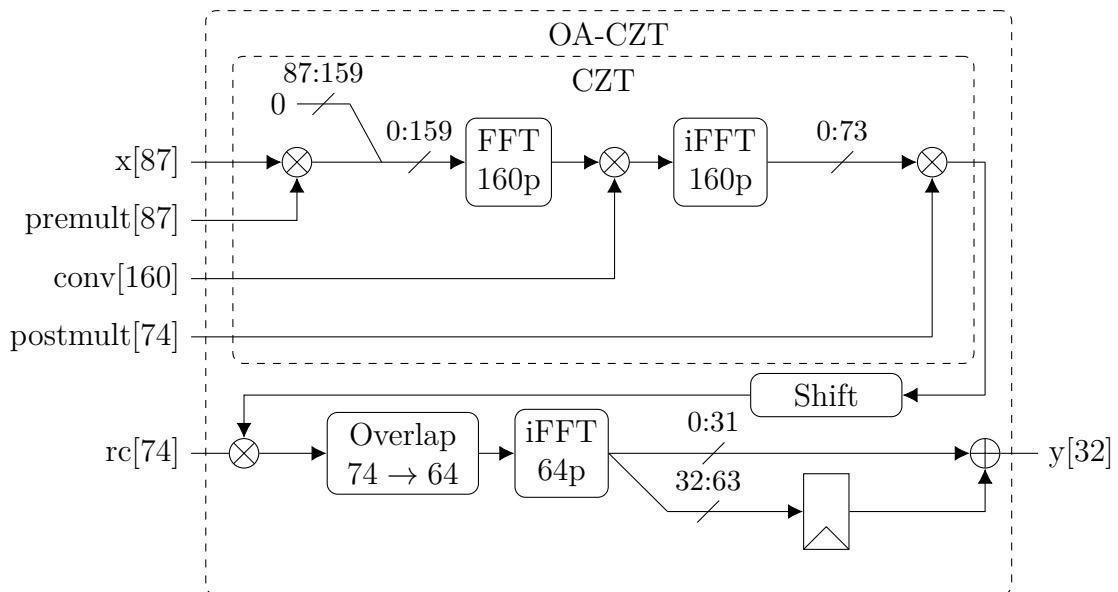 OA-CZT
CZT
87:159
0
0:159
0:73
x[87]
FFT
160p
iFFT
160p
premult[87]
conv[160]
postmult[74]
Shift
rc[74]
Overlap
74 → 64
iFFT
64p
0:31
32:63
y[32]